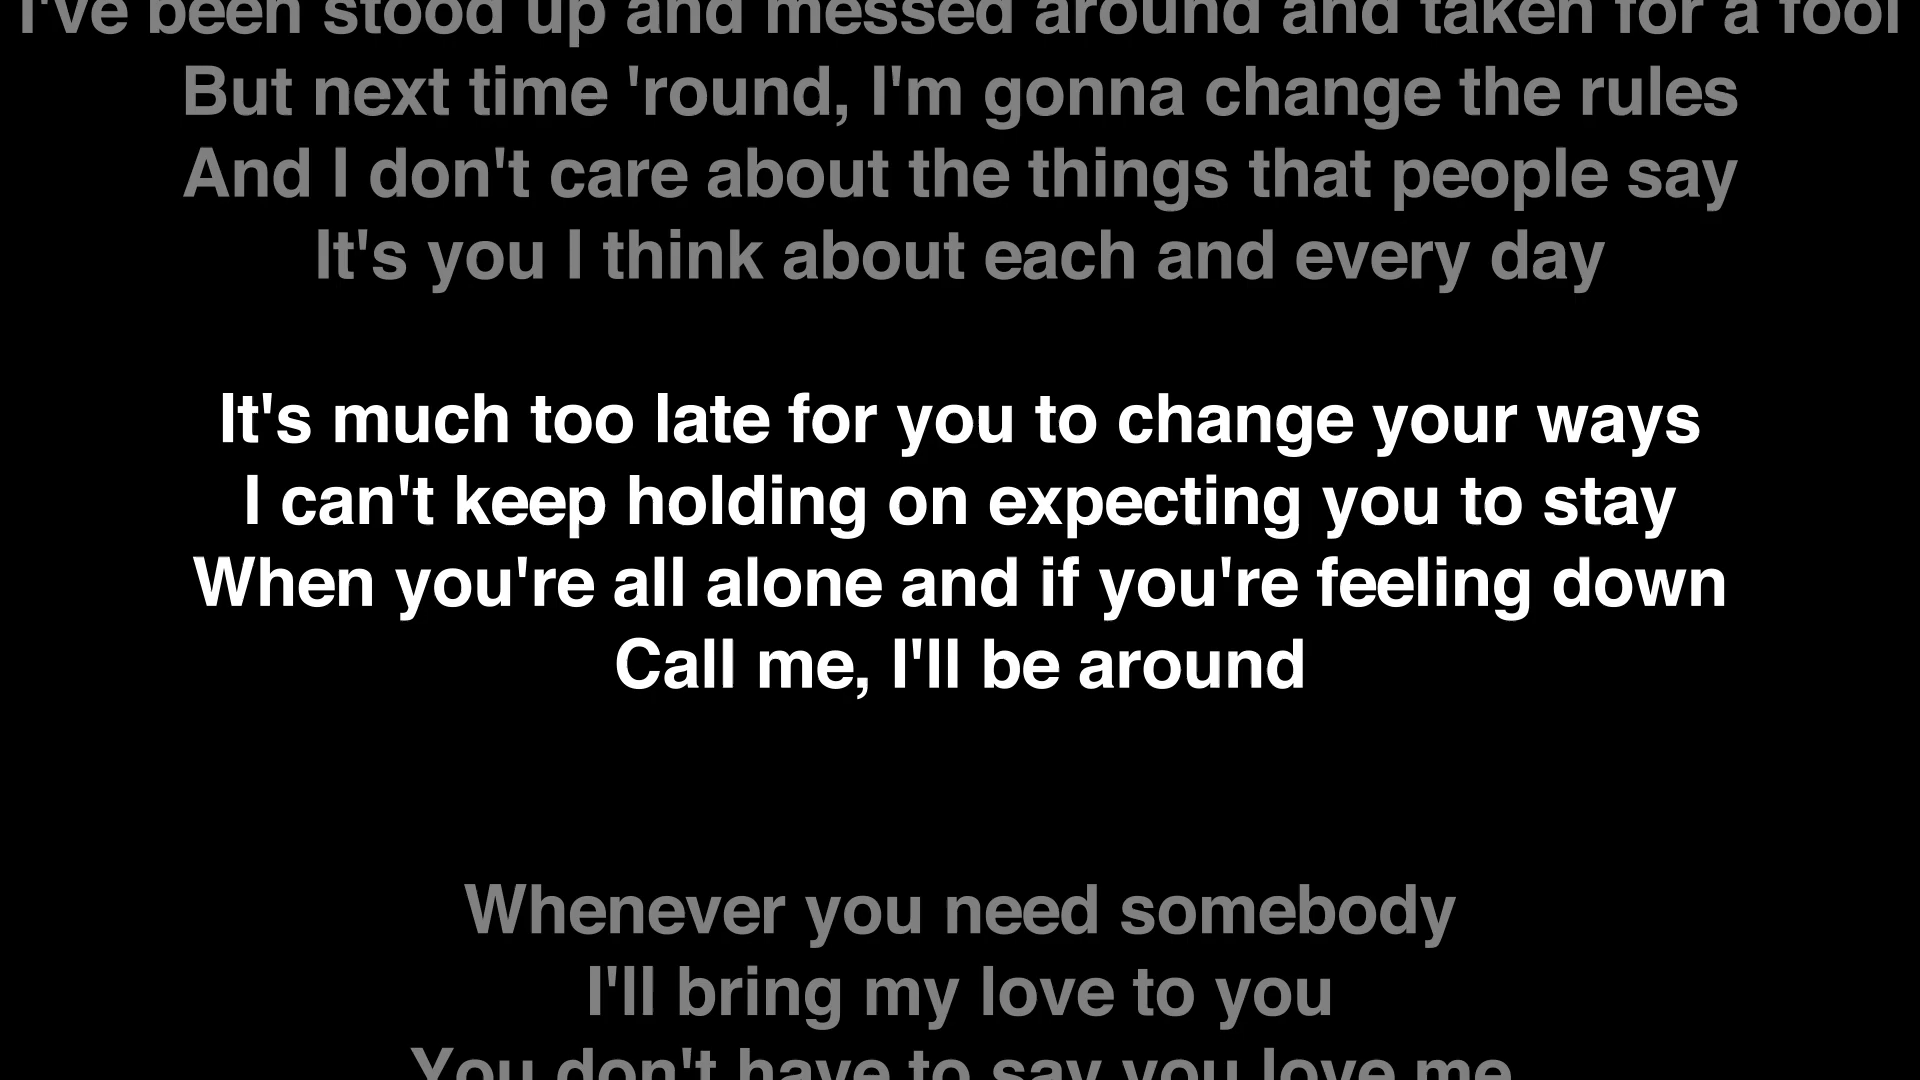 I've been stood up and messed around and taken for a fool
But next time 'round, I'm gonna change the rules
And I don't care about the things that people say
It's you I think about each and every day
It's much too late for you to change your ways
I can't keep holding on expecting you to stay
When you're all alone and if you're feeling down
Call me, I'll be around
Whenever you need somebody
I'll bring my love to you
You don't have to say you love me